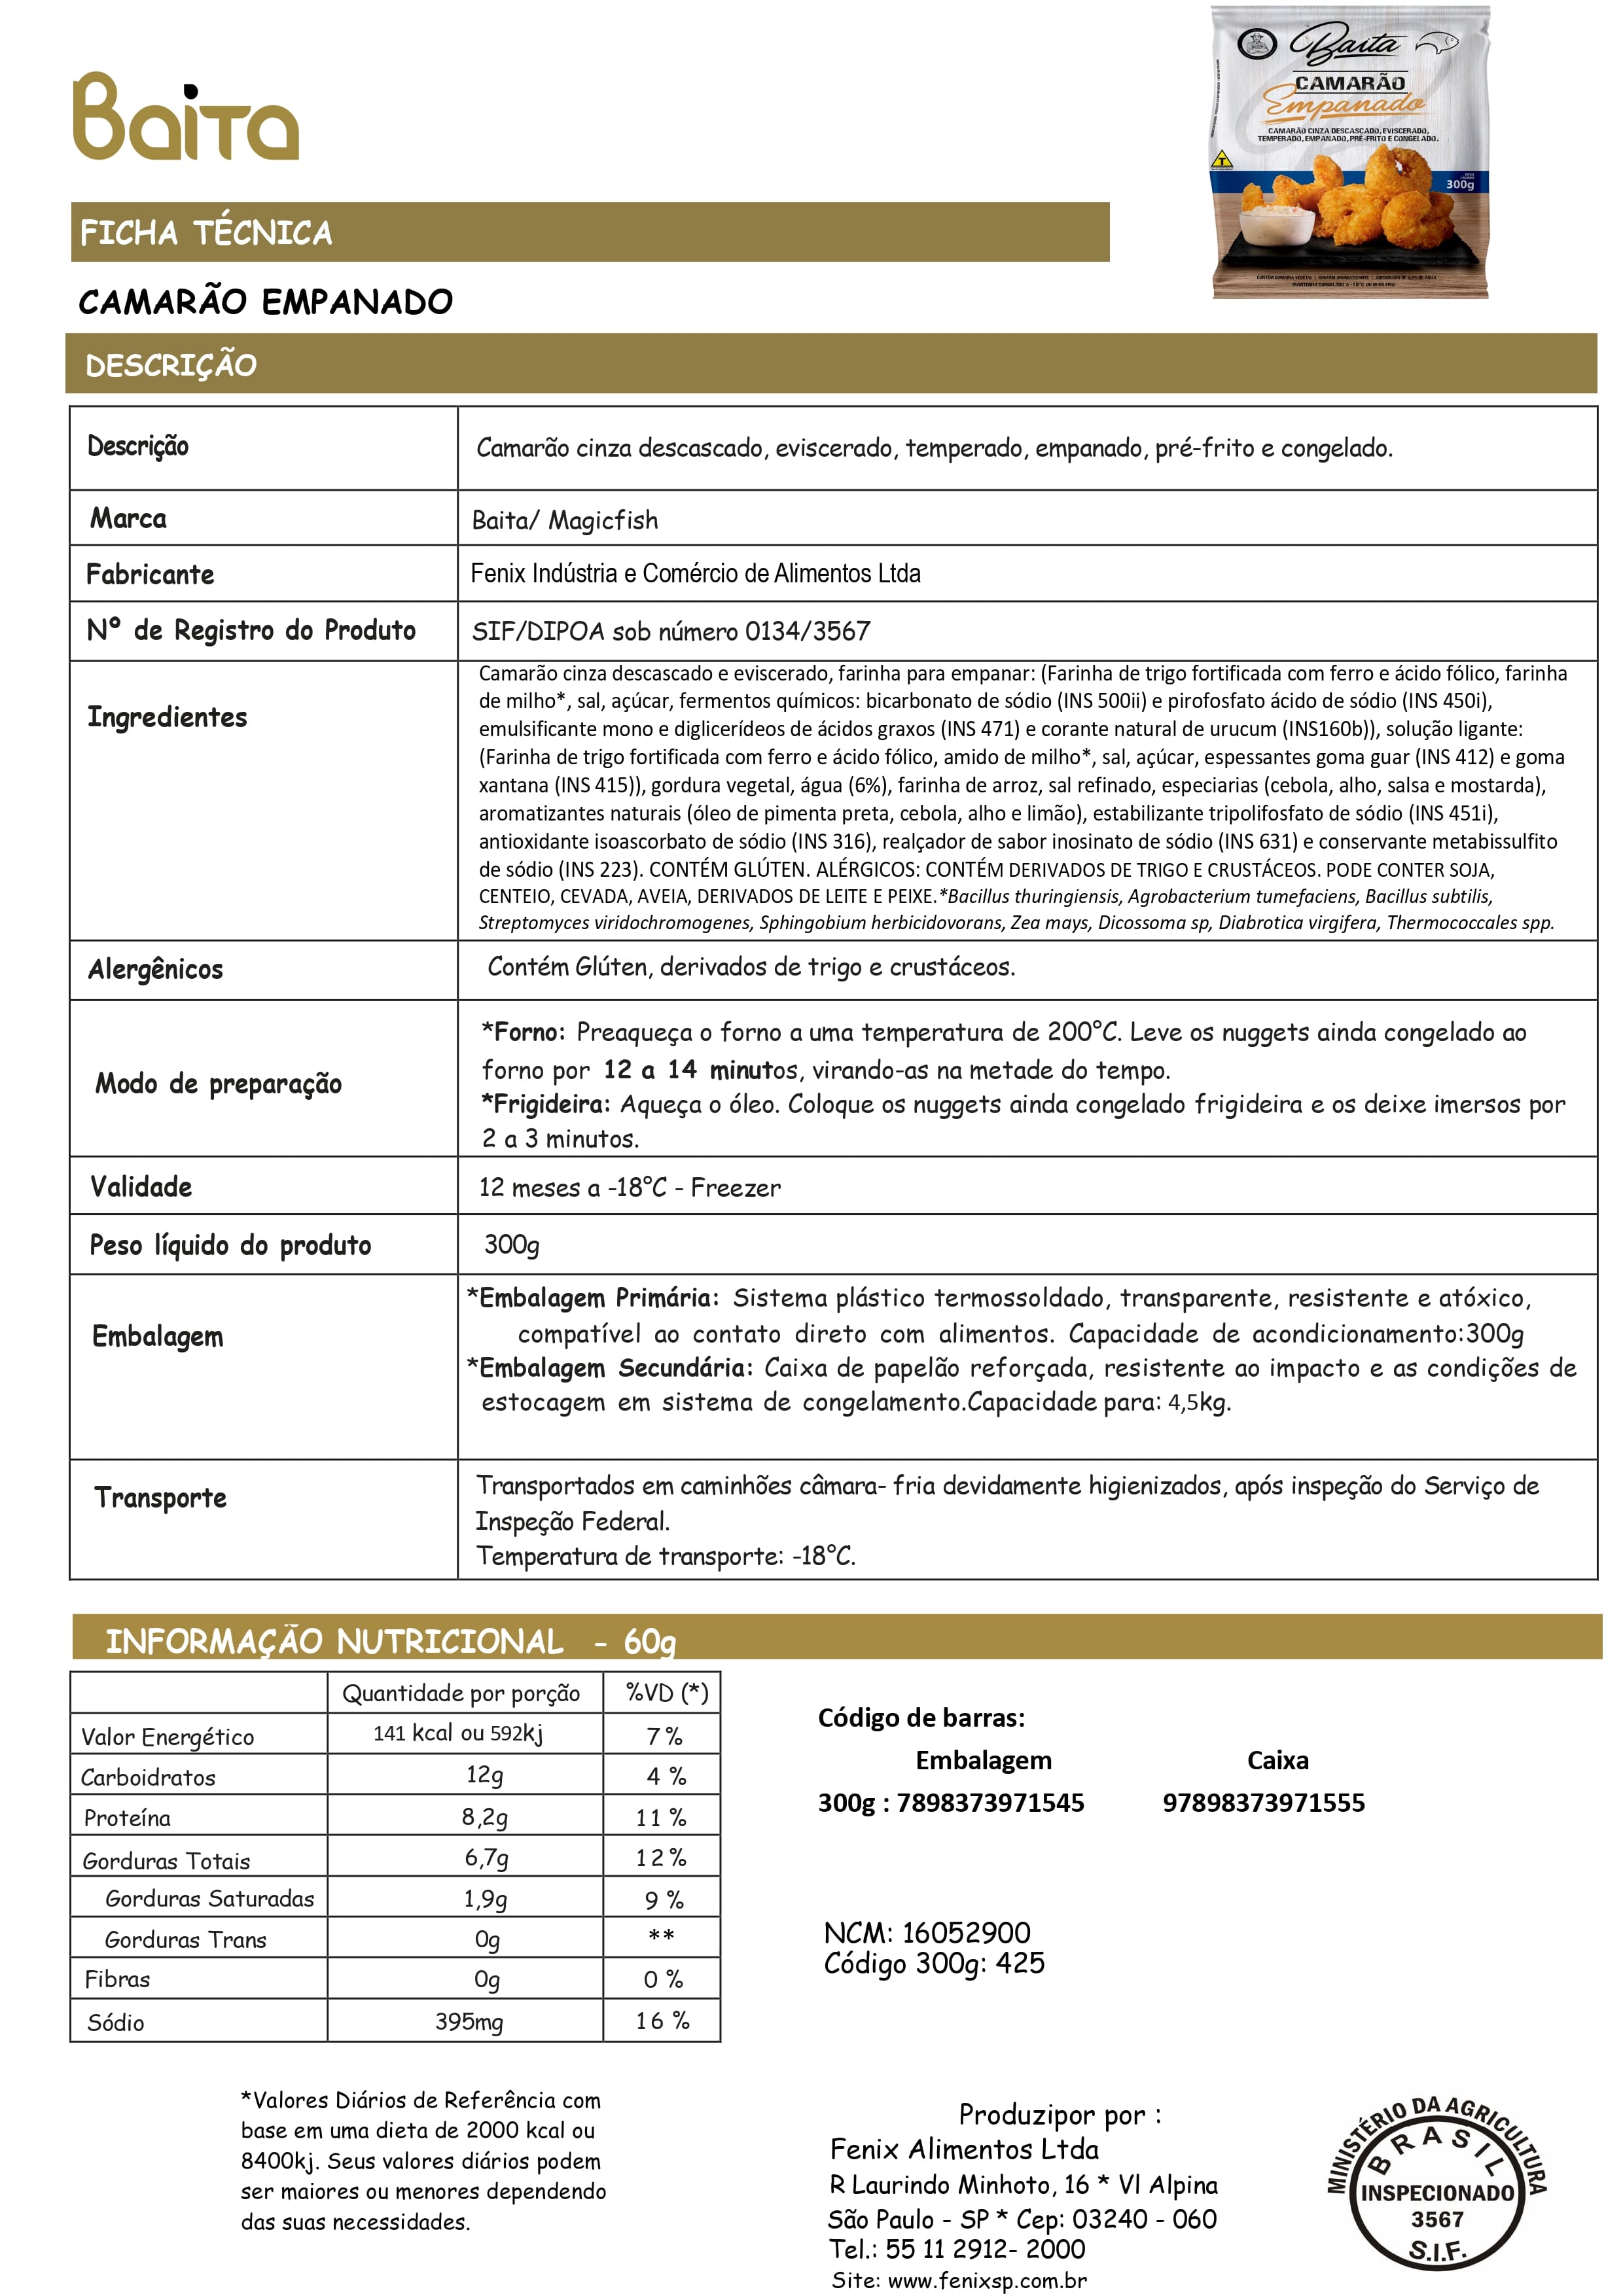 Baita
Baita
CAMARÃO
Empanado
CAMARÃO CINZA DESCASCADO, EVISCERADO,
TEMPERADO, EMPANADO, PRÉ-FRITO E CONGELADO.
T
300g
FICHA TÉCNICA
CAMARÃO EMPANADO
DESCRIÇÃO
Descrição
Camarão cinza descascado, eviscerado, temperado, empanado, pré-frito e congelado.
Marca
Baita/ Magicfish
Fabricante
Fenix Indústria e Comércio de Alimentos Ltda
Nº de Registro do Produto
SIF/DIPOA sob número 0134/3567
Ingredientes
Camarão cinza descascado e eviscerado, farinha para empanar: (Farinha de trigo fortificada com ferro e ácido fólico, farinha
de milho*, sal, açúcar, fermentos químicos: bicarbonato de sódio (INS 500ii) e pirofosfato ácido de sódio (INS 450i),
emulsificante mono e diglicerídeos de ácidos graxos (INS 471) e corante natural de urucum (INS160b)), solução ligante:
(Farinha de trigo fortificada com ferro e ácido fólico, amido de milho*, sal, açúcar, espessantes goma guar (INS 412) e goma
xantana (INS 415)), gordura vegetal, água (6%), farinha de arroz, sal refinado, especiarias (cebola, alho, salsa e mostarda),
aromatizantes naturais (óleo de pimenta preta, cebola, alho e limão), estabilizante tripolifosfato de sódio (INS 451i),
antioxidante isoascorbato de sódio (INS 316), realçador de sabor inosinato de sódio (INS 631) e conservante metabissulfito
de sódio (INS 223). CONTÉM GLÚTEN. ALÉRGICOS: CONTÉM DERIVADOS DE TRIGO E CRUSTÁCEOS. PODE CONTER SOJA,
CENTEIO, CEVADA, AVEIA, DERIVADOS DE LEITE E PEIXE.*Bacillus thuringiensis, Agrobacterium tumefaciens, Bacillus subtilis,
Streptomyces viridochromogenes, Sphingobium herbicidovorans, Zea mays, Dicossoma sp, Diabrotica virgifera, Thermococcales spp.
Alergênicos
Contém Glúten, derivados de trigo e crustáceos.
Modo de preparação
*Forno: Preaqueça o forno a uma temperatura de 200°C. Leve os nuggets ainda congelado ao
forno por 12 a 14 minutos, virando-as na metade do tempo.
*Frigideira: Aqueça o óleo. Coloque os nuggets ainda congelado frigideira e os deixe imersos por
2 a 3 minutos.
Validade
12 meses a -18°C - Freezer
Peso líquido do produto
300g
Embalagem
*Embalagem Primária: Sistema plástico termossoldado, transparente, resistente e atóxico,
compatível ao contato direto com alimentos. Capacidade de acondicionamento:300g
*Embalagem Secundária: Caixa de papelão reforçada, resistente ao impacto e as condições de
estocagem em sistema de congelamento.Capacidade para: 4,5kg.
Transporte
Transportados em caminhões câmara- fria devidamente higienizados, após inspeção do Serviço de
Inspeção Federal.
Temperatura de transporte: -18°C.
INFORMAÇÃO NUTRICIONAL - 60g
Quantidade por porção %VD (*)
Valor Energético 141 kcal ou 592kj 7 %
Carboidratos 12g 4 %
Proteína 8,2g 11 %
Gorduras Totais 6,7g 12 %
Gorduras Saturadas 1,9g 9 %
Gorduras Trans 0g **
Fibras 0g 0 %
Sódio 395mg 16 %
*Valores Diários de Referência com
base em uma dieta de 2000 kcal ou
8400kj. Seus valores diários podem
ser maiores ou menores dependendo
das suas necessidades.
Código de barras:
Embalagem Caixa
300g : 7898373971545 97898373971555
NCM: 16052900
Código 300g: 425
Produzipor por :
Fenix Alimentos Ltda
R Laurindo Minhoto, 16 * Vl Alpina
São Paulo - SP * Cep: 03240 - 060
Tel.: 55 11 2912- 2000
Site: www.fenixsp.com.br
MINISTÉRIO DA AGRICULTURA
BRASIL
INSPECIONADO
3567
S.I.F.